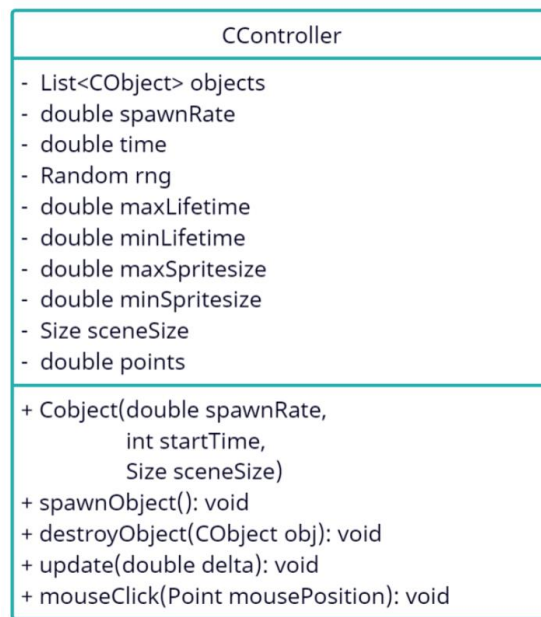 CController
- List<CObject> objects
- double spawnRate
- double time
- Random rng
- double maxLifetime
- double minLifetime
- double maxSpritesize
- double minSpritesize
- Size sceneSize
- double points
+ Cobject(double spawnRate,
int startTime,
Size sceneSize)
+ spawnObject(): void
+ destroyObject(CObject obj): void
+ update(double delta): void
+ mouseClick(Point mousePosition): void